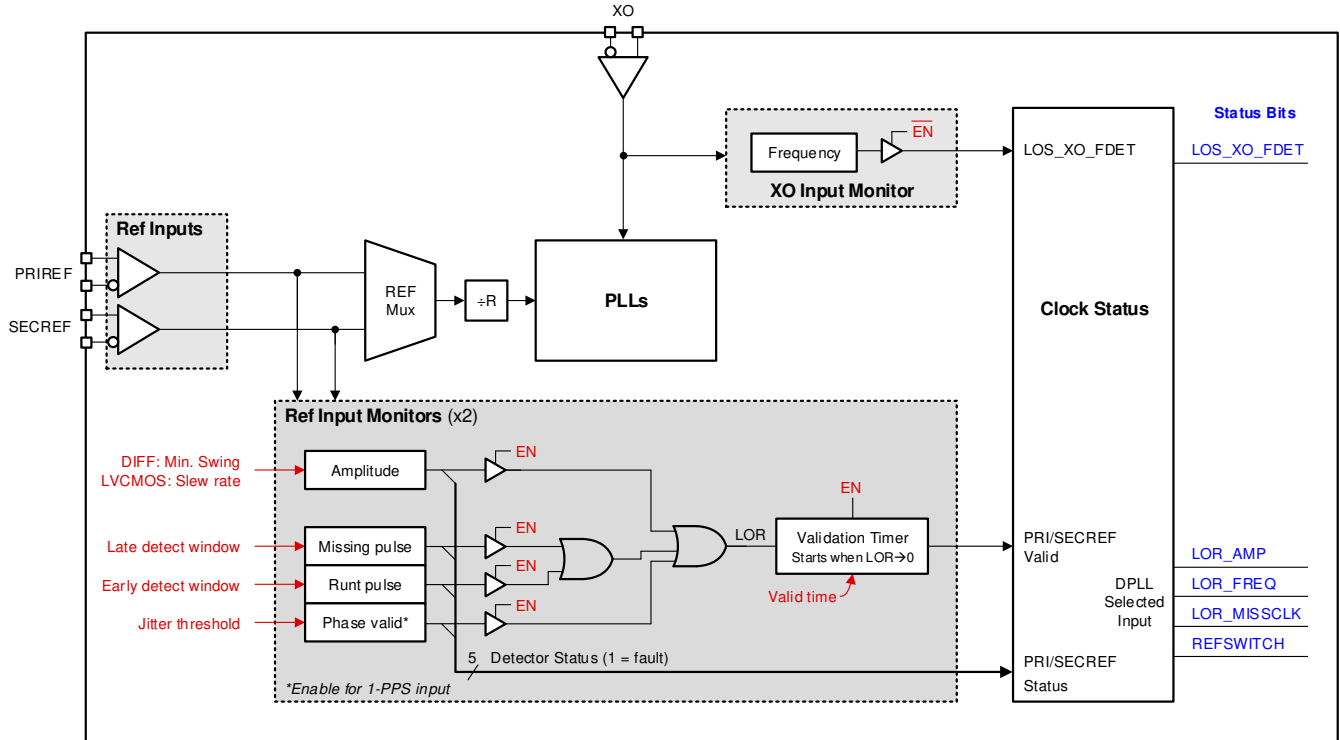 XO
EN
Status Bits
Frequency
LOS_XO_FDET
LOS_XO_FDET
XO Input Monitor
Ref Inputs
PRIREF
SECREF
REF
Mux
÷R
PLLs
Clock Status
Ref Input Monitors (x2)
DIFF: Min. Swing
LVCMOS: Slew rate
Amplitude
EN
EN
Late detect window
Missing pulse
EN
LOR
Validation Timer
Starts when LOR→0
PRI/SECREF
Valid
LOR_AMP
Early detect window
Runt pulse
EN
Valid time
DPLL
Selected
Input
LOR_FREQ
Jitter threshold
Phase valid*
EN
LOR_MISSCLK
REFSWITCH
5 Detector Status (1 = fault)
PRI/SECREF
Status
*Enable for 1-PPS input